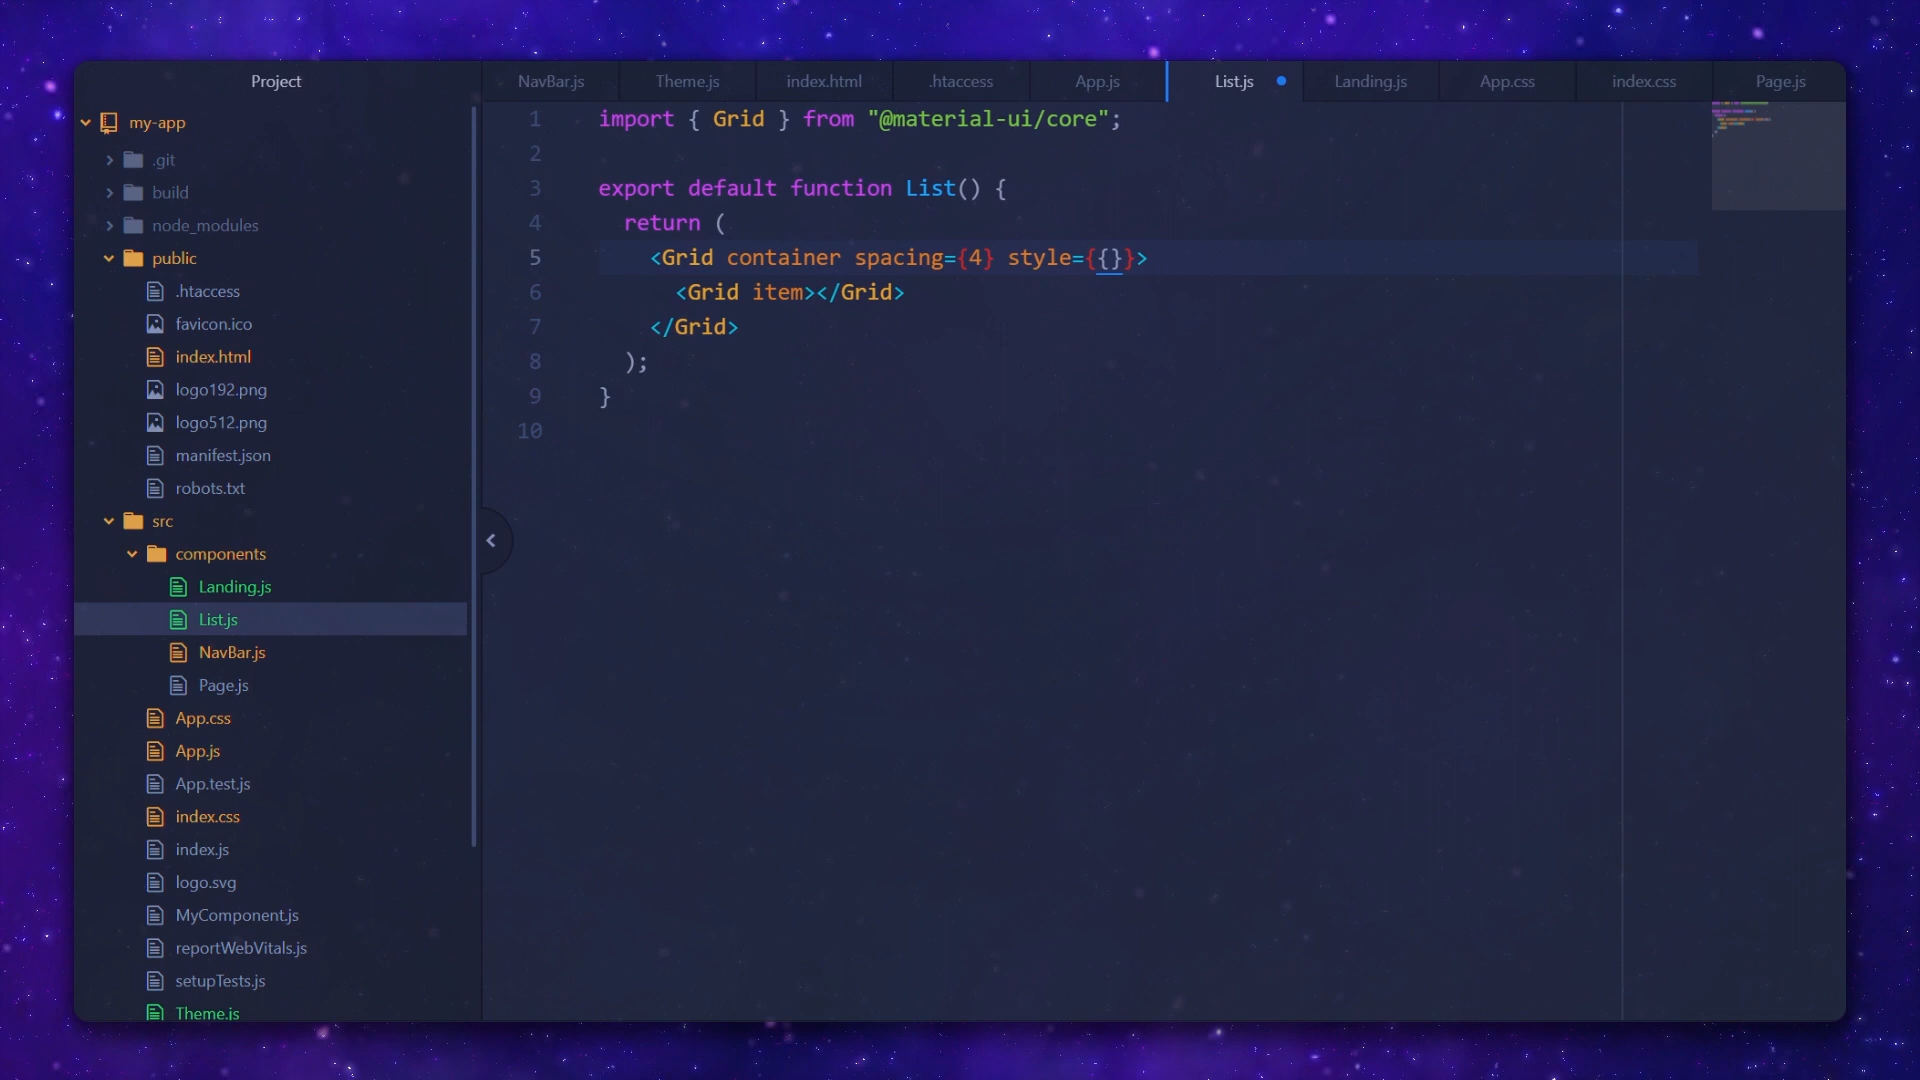 Project
my-app
.git
build
node_modules
public
.htaccess
favicon.ico
index.html
logo192.png
logo512.png
manifest.json
robots.txt
src
components
Landing.js
List.js
NavBar.js
Page.js
App.css
App.js
App.test.js
index.css
index.js
logo.svg
MyComponent.js
reportWebVitals.js
setupTests.js
Theme.js
NavBar.js Theme.js index.html .htaccess App.js List.js Landing.js App.css index.css Page.js
1 import { Grid } from "@material-ui/core";
2
3 export default function List() {
4 return (
5 <Grid container spacing={4} style={{}}>
6 <Grid item></Grid>
7 </Grid>
8 );
9 }
10